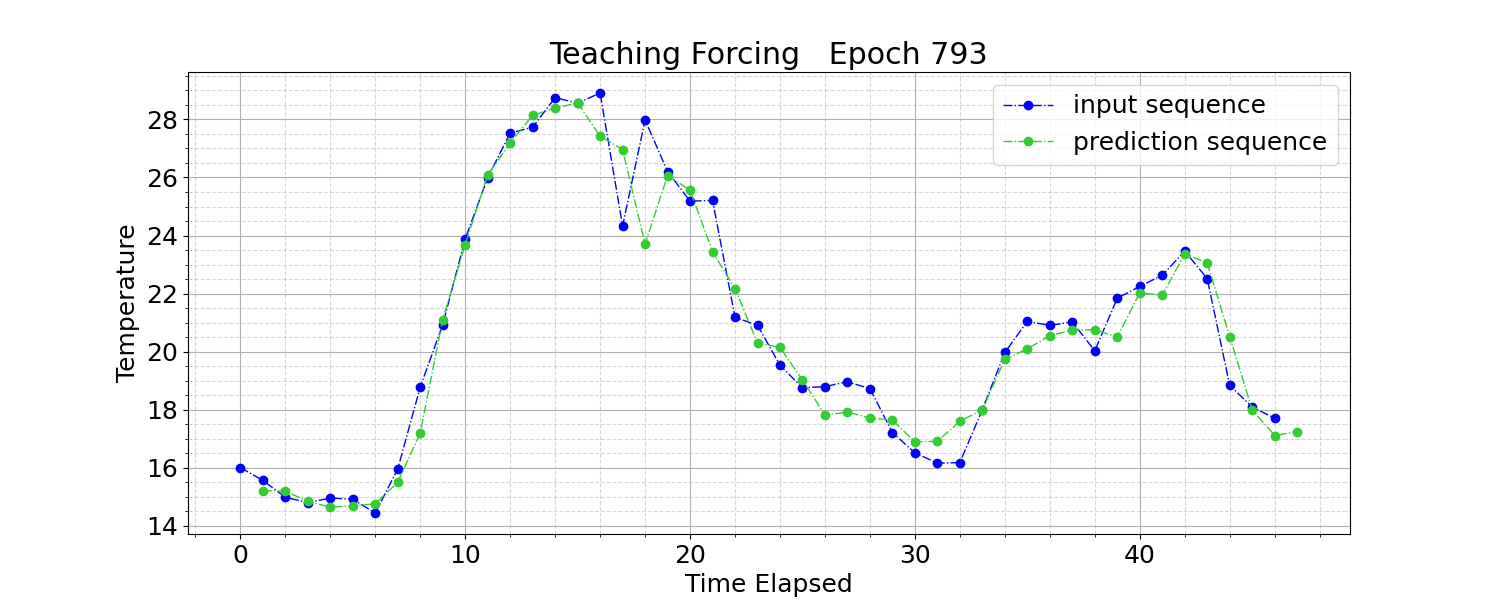 Teaching Forcing   Epoch 793
input sequence
prediction sequence
Temperature
28
26
24
22
20
18
16
14
0 10 20 30 40
Time Elapsed